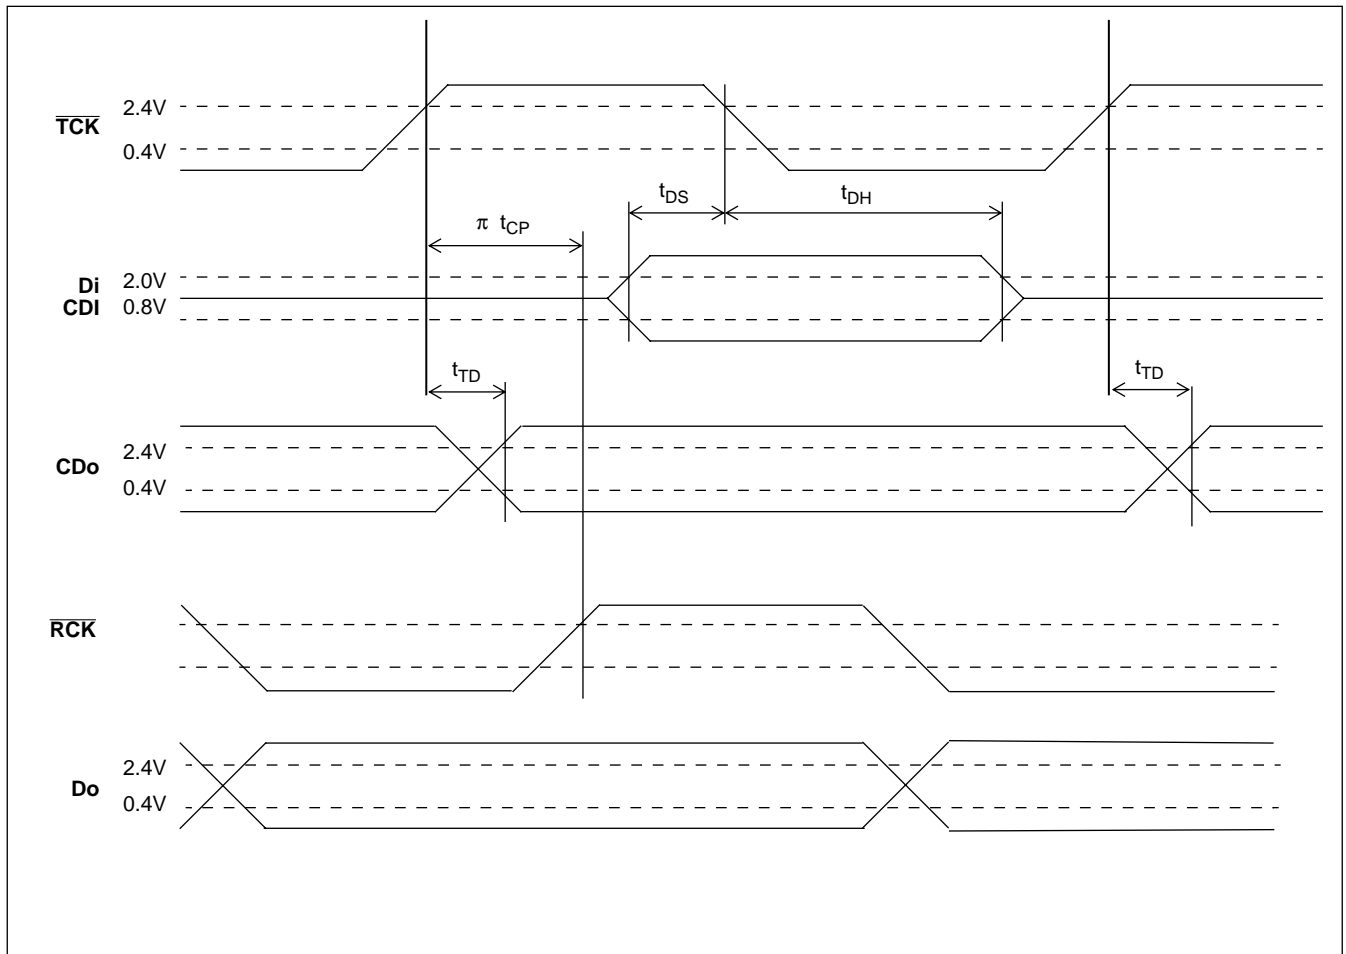 2.4V
TCK
0.4V
tDS
tDH
π tCP
Di
2.0V
CDI
0.8V
tTD
tTD
2.4V
CDo
0.4V
RCK
2.4V
Do
0.4V